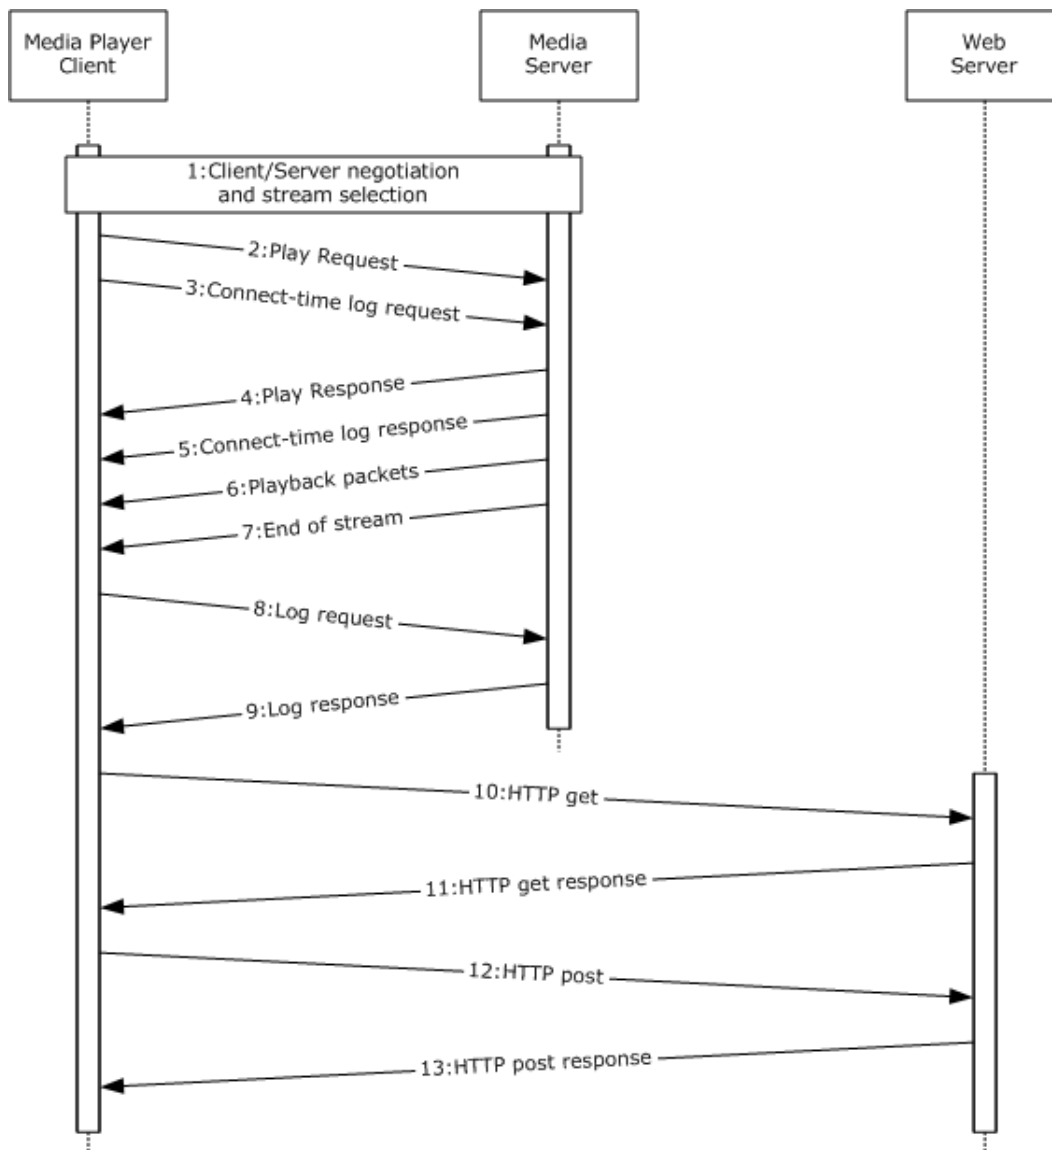 Media Player
Client
Media
Server
Web
Server
1:Client/Server negotiation
and stream selection
2:Play Request
3:Connect-time log request
4:Play Response
5:Connect-time log response
6:Playback packets
7:End of stream
8:Log request
9:Log response
10:HTTP get
11:HTTP get response
12:HTTP post
13:HTTP post response